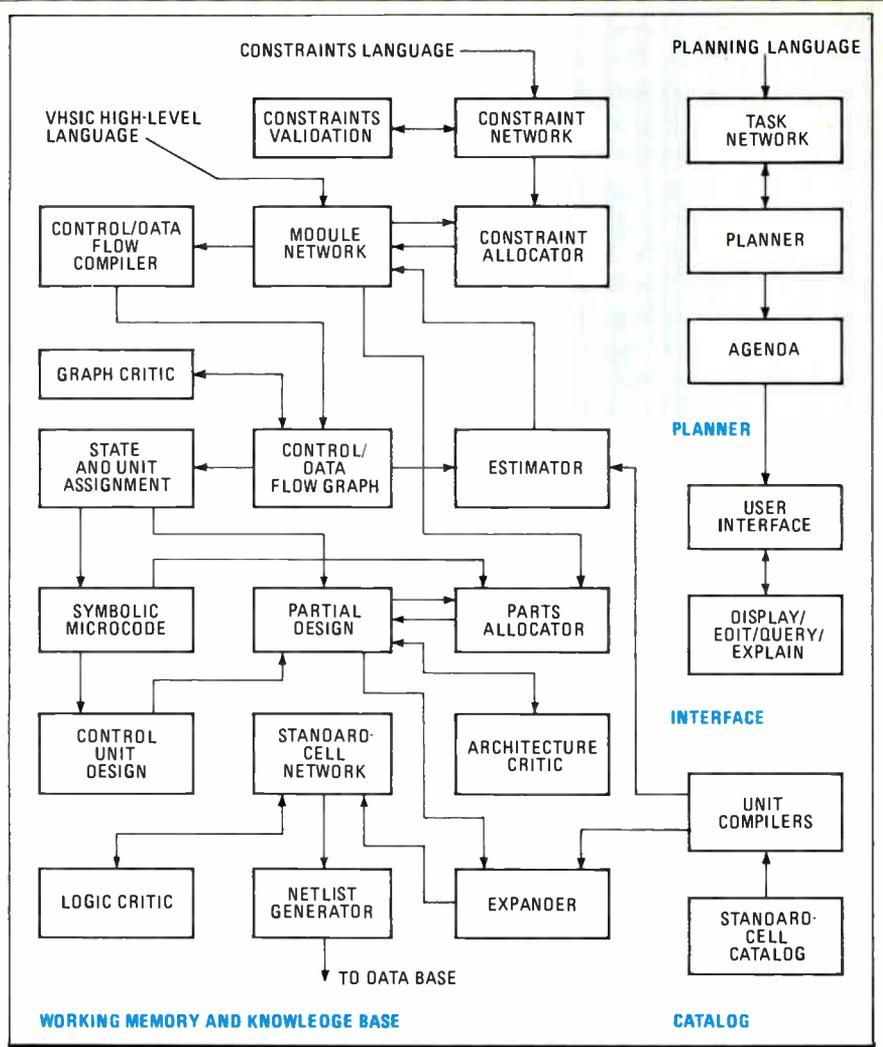 CONSTRAINTS LANGUAGE
PLANNING LANGUAGE
VHSIC HIGH-LEVEL
LANGUAGE
CONSTRAINTS
VALIDATION
CONSTRAINT
NETWORK
TASK
NETWORK
CONTROL/DATA
FLOW
COMPILER
MODULE
NETWORK
CONSTRAINT
ALLOCATOR
PLANNER
AGENDA
GRAPH CRITIC
PLANNER
STATE
AND UNIT
ASSIGNMENT
CONTROL/
DATA
FLOW GRAPH
ESTIMATOR
USER
INTERFACE
SYMBOLIC
MICROCODE
PARTIAL
DESIGN
PARTS
ALLOCATOR
DISPLAY/
EDIT/QUERY/
EXPLAIN
INTERFACE
CONTROL
UNIT
DESIGN
STANDARD-
CELL
NETWORK
ARCHITECTURE
CRITIC
UNIT
COMPILERS
LOGIC CRITIC
NETLIST
GENERATOR
EXPANDER
STANDARD-
CELL
CATALOG
TO DATA BASE
WORKING MEMORY AND KNOWLEDGE BASE
CATALOG